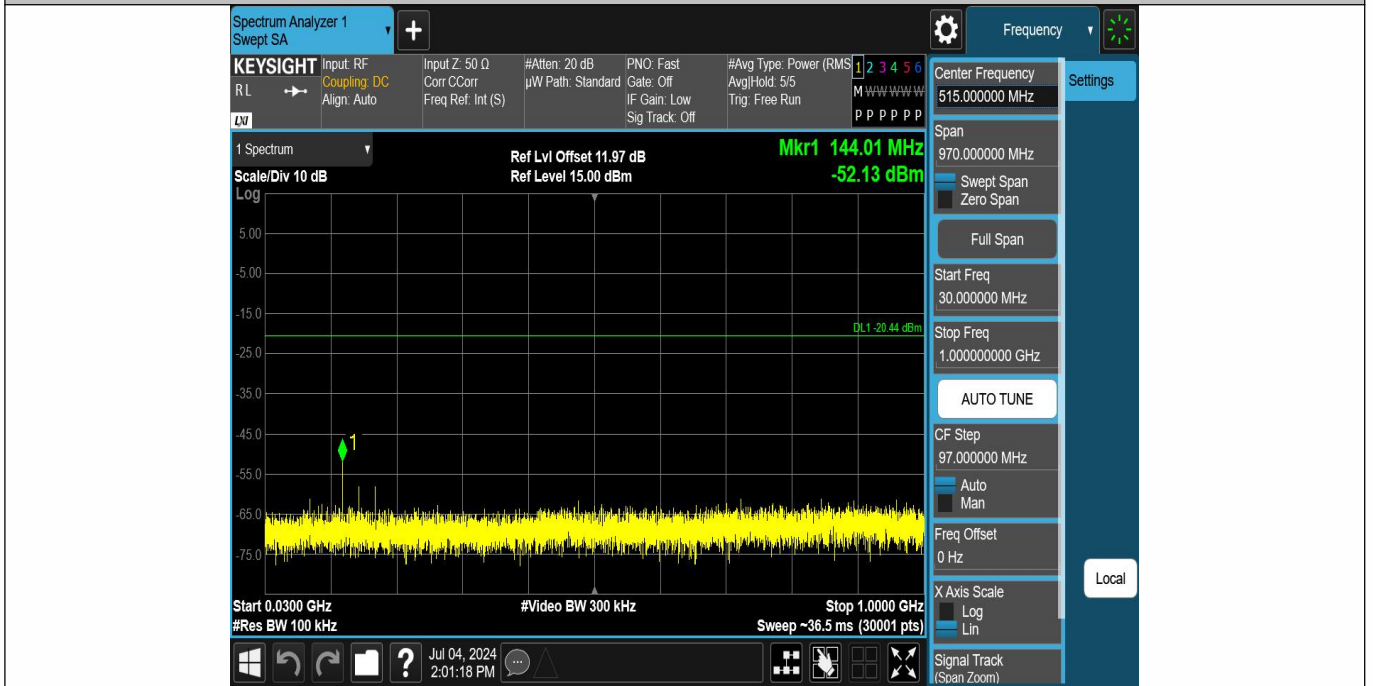 Spectrum Analyzer 1
Swept SA
+
Frequency
KEYSIGHT
RL
LXI
Input: RF
Coupling: DC
Align: Auto
Input Z: 50 Ω
Corr CCorr
Freq Ref: Int (S)
#Atten: 20 dB
µW Path: Standard
PNO: Fast
Gate: Off
IF Gain: Low
Sig Track: Off
#Avg Type: Power (RMS
Avg|Hold: 5/5
Trig: Free Run
1 2 3 4 5 6
M W W W W W
P P P P P P
1 Spectrum
Scale/Div 10 dB
Ref Lvl Offset 11.97 dB
Ref Level 15.00 dBm
Mkr1 144.01 MHz
-52.13 dBm
Log
5.00
-5.00
-15.0
DL1 -20.44 dBm
-25.0
-35.0
-45.0
1
-55.0
-65.0
-75.0
Start 0.0300 GHz
#Res BW 100 kHz
#Video BW 300 kHz
Stop 1.0000 GHz
Sweep ~36.5 ms (30001 pts)
Center Frequency
515.000000 MHz
Settings
Span
970.000000 MHz
Swept Span
Zero Span
Full Span
Start Freq
30.000000 MHz
Stop Freq
1.000000000 GHz
AUTO TUNE
CF Step
97.000000 MHz
Auto
Man
Freq Offset
0 Hz
Local
X Axis Scale
Log
Lin
Signal Track
(Span Zoom)
?
Jul 04, 2024
2:01:18 PM